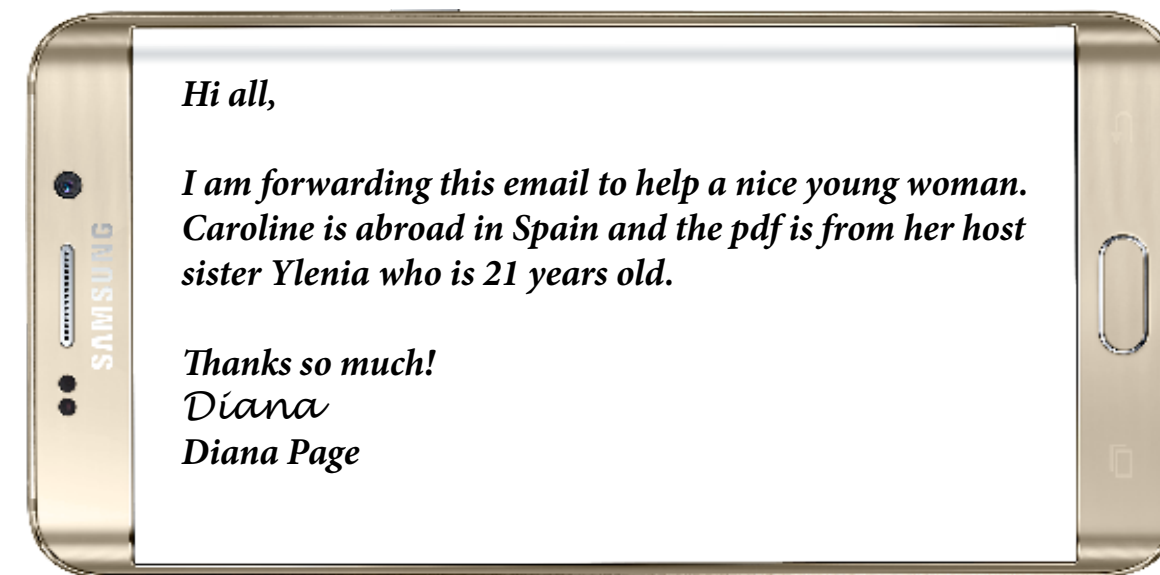 Hi all,
I am forwarding this email to help a nice young woman.
Caroline is abroad in Spain and the pdf is from her host
sister Ylenia who is 21 years old.
Thanks so much!
Diana
Diana Page
SAMSUNG